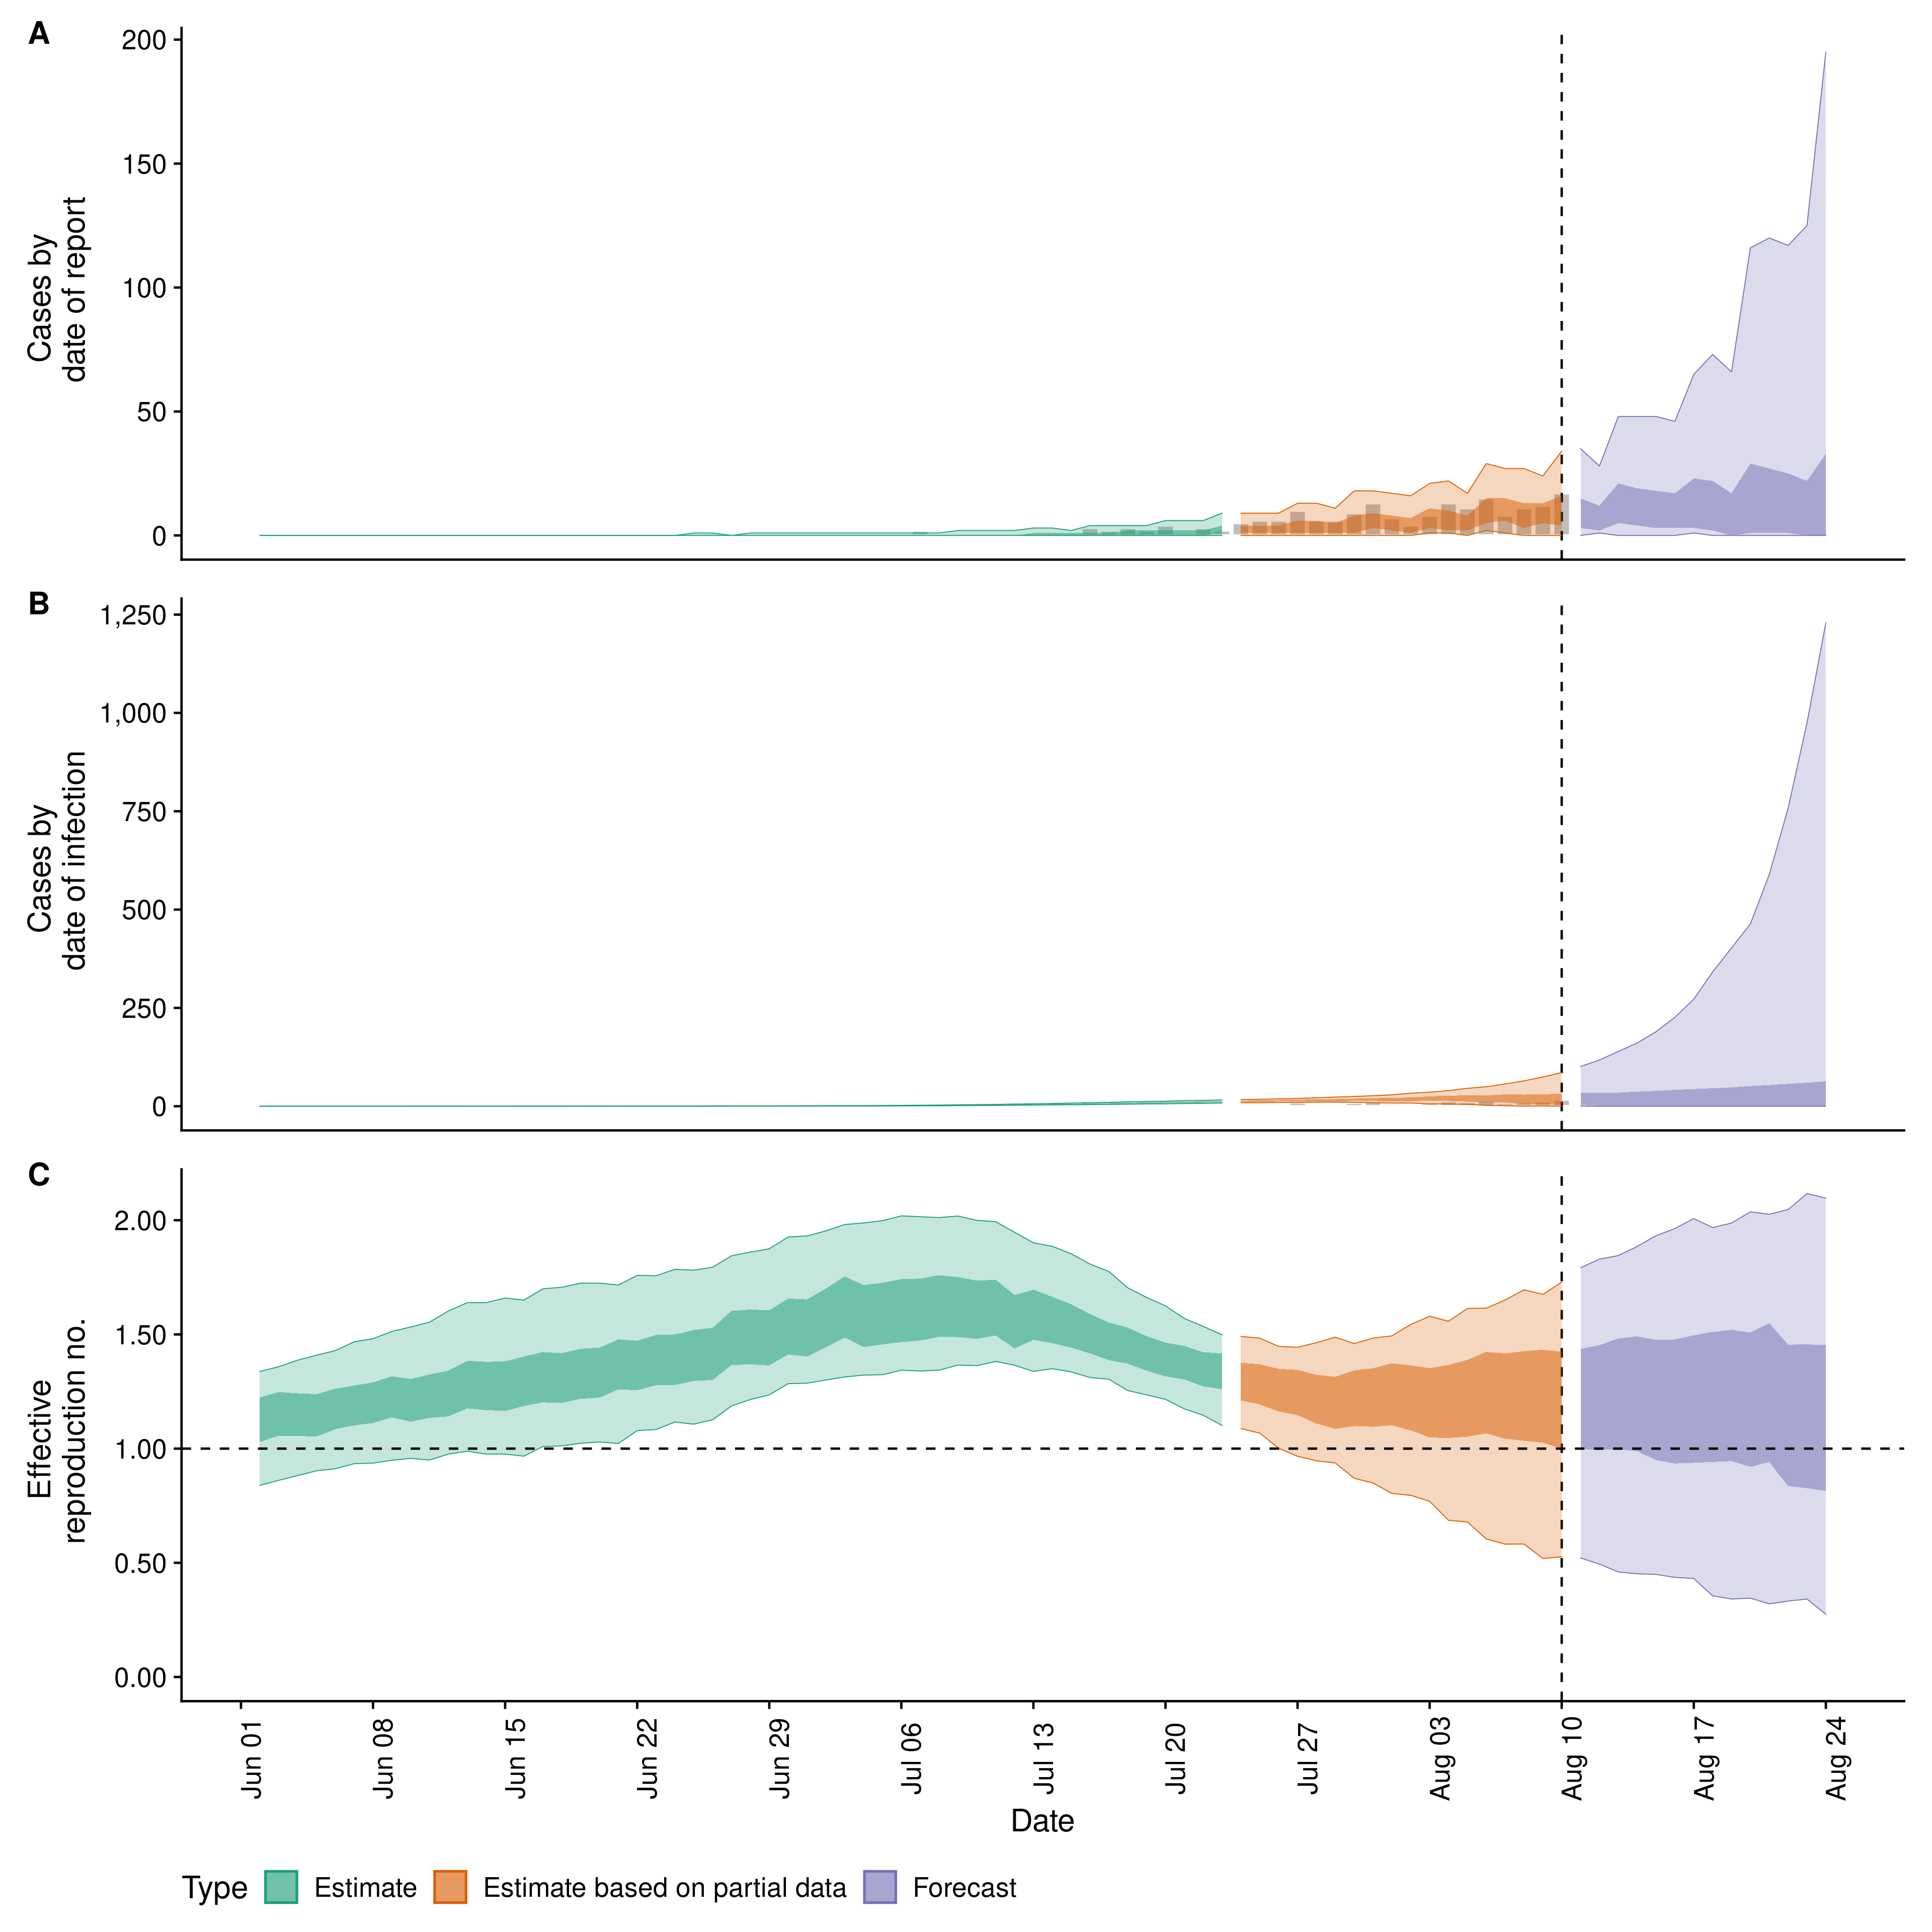 A
200
150
100
50
0
Cases by
date of report
B
1,250
1,000
750
500
250
0
Cases by
date of infection
C
2.00
1.50
1.00
0.50
0.00
Effective
reproduction no.
Jun 01
Jun 08
Jun 15
Jun 22
Jun 29
Jul 06
Jul 13
Jul 20
Jul 27
Aug 03
Aug 10
Aug 17
Aug 24
Date
Type Estimate Estimate based on partial data Forecast